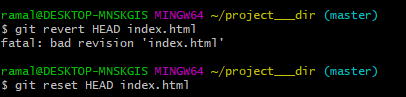 ramal@DESKTOP-MNSKGIS MINGW64 ~/project___dir (master)
$ git revert HEAD index.html
fatal: bad revision 'index.html'
ramal@DESKTOP-MNSKGIS MINGW64 ~/project___dir (master)
$ git reset HEAD index.html